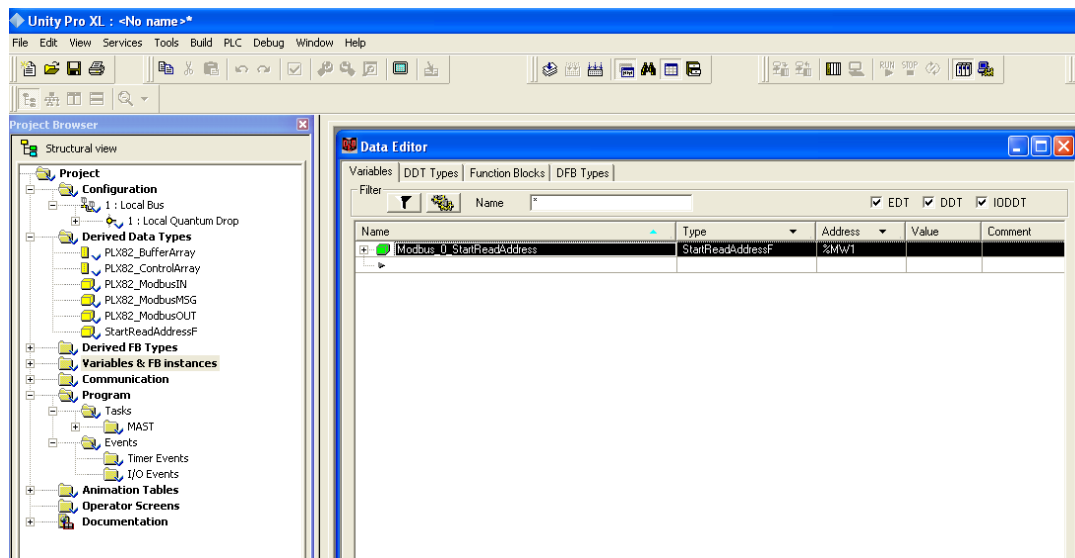 Unity Pro XL : <No name>*
File Edit View Services Tools Build PLC Debug Window Help
RUN STOP
Project Browser
Structural view
Project
Configuration
1 : Local Bus
1 : Local Quantum Drop
Derived Data Types
PLX82_BufferArray
PLX82_ControlArray
PLX82_ModbusIN
PLX82_ModbusMSG
PLX82_ModbusOUT
StartReadAddressF
Derived FB Types
Variables & FB instances
Communication
Program
Tasks
MAST
Events
Timer Events
I/O Events
Animation Tables
Operator Screens
Documentation
Data Editor
Variables DDT Types Function Blocks DFB Types
Filter
Name * EDT DDT IODDT
Name Type Address Value Comment
Modbus_0_StartReadAddress StartReadAddressF %MW1